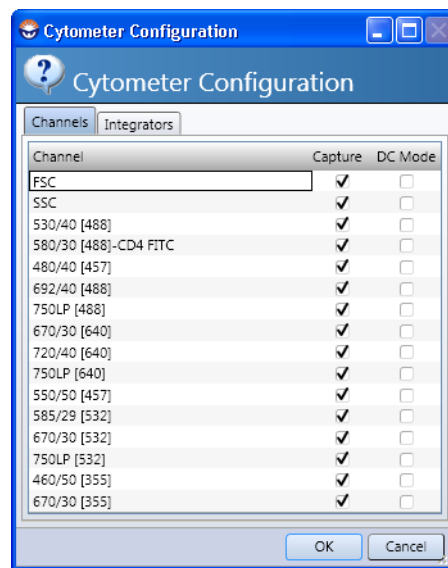 Cytometer Configuration
Cytometer Configuration
Channels Integrators
Channel Capture DC Mode
FSC
SSC
530/40 [488]
580/30 [488]-CD4 FITC
480/40 [457]
692/40 [488]
750LP [488]
670/30 [640]
720/40 [640]
750LP [640]
550/50 [457]
585/29 [532]
670/30 [532]
750LP [532]
460/50 [355]
670/30 [355]
OK Cancel